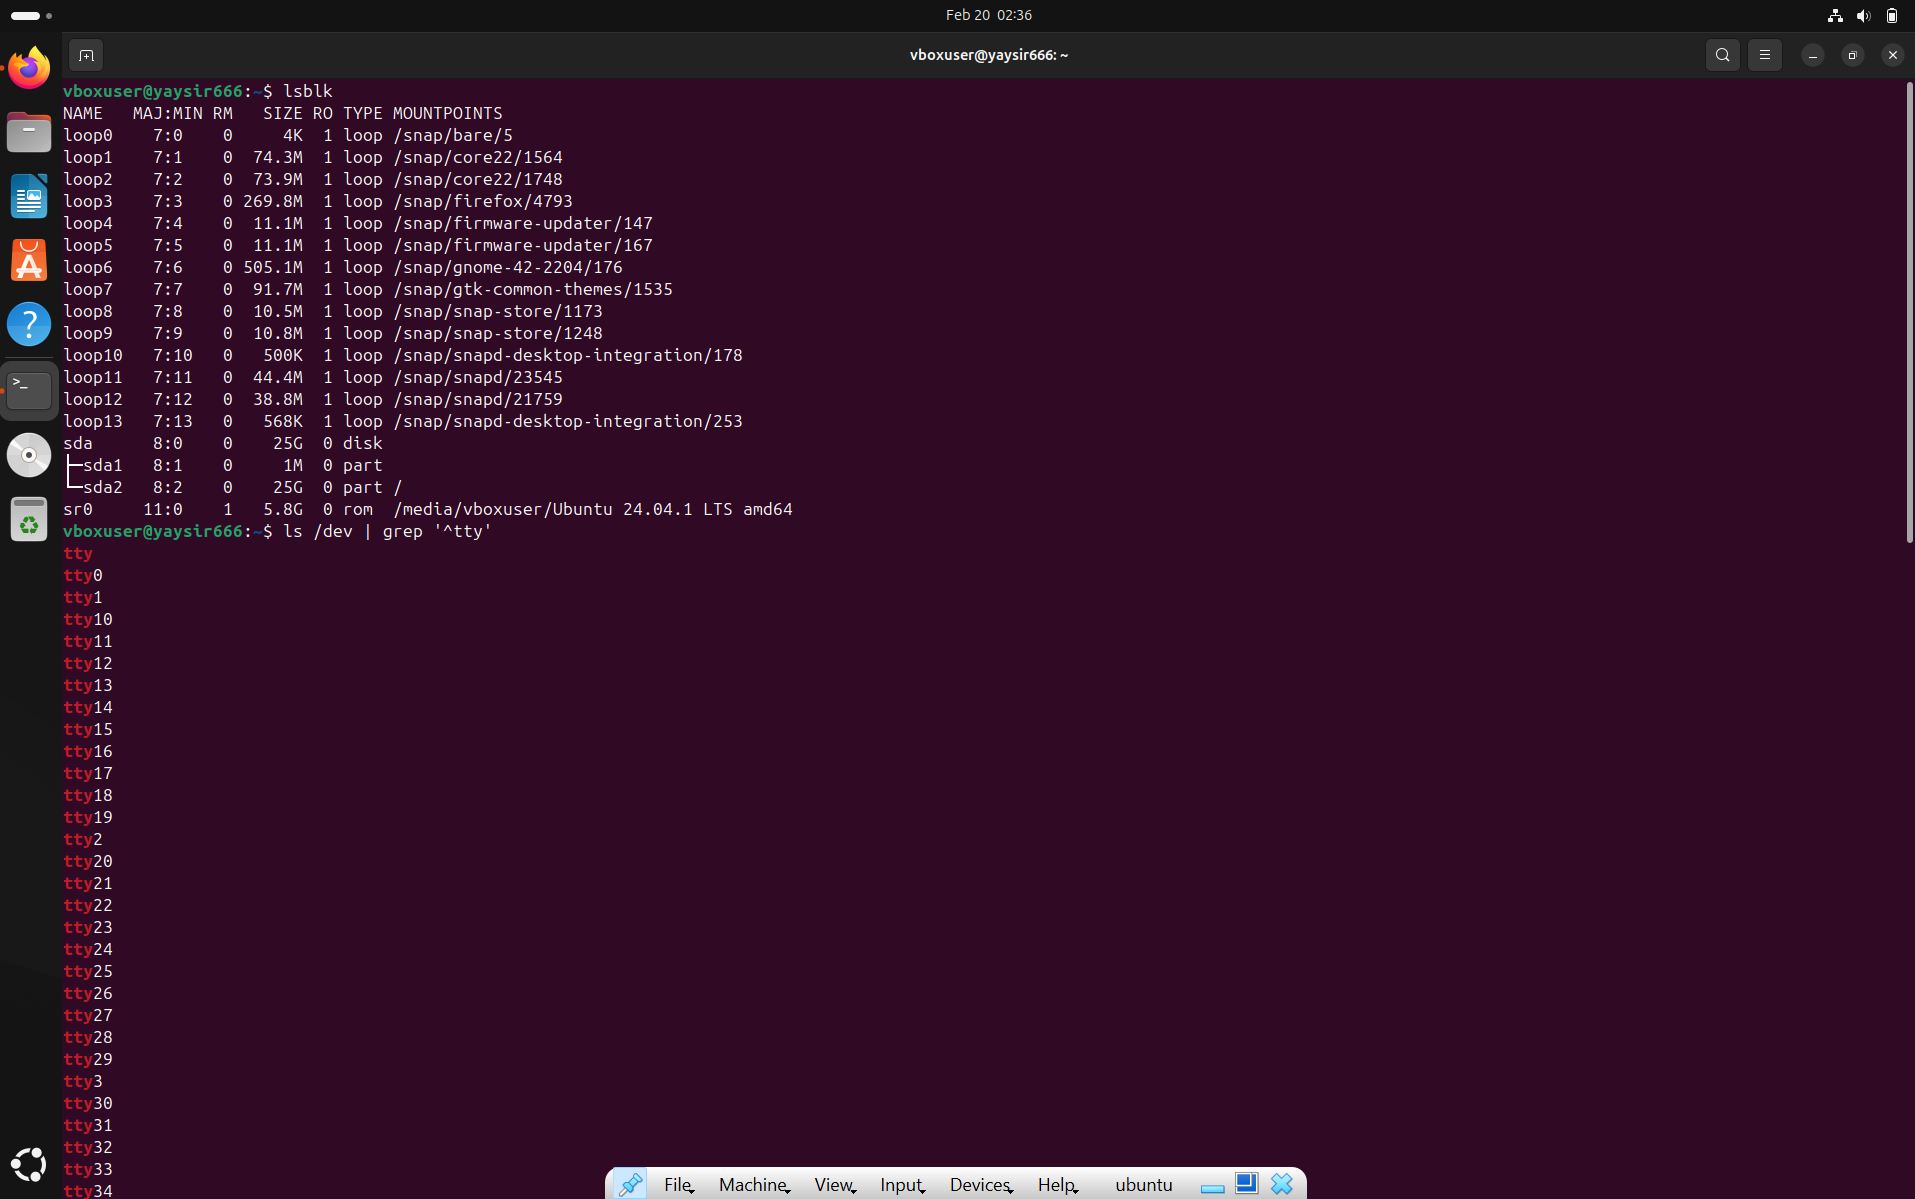 Feb 20 02:36
vboxuser@yaysir666: ~
vboxuser@yaysir666:~$ lsblk
NAME   MAJ:MIN RM   SIZE RO TYPE MOUNTPOINTS
loop0    7:0    0     4K  1 loop /snap/bare/5
loop1    7:1    0  74.3M  1 loop /snap/core22/1564
loop2    7:2    0  73.9M  1 loop /snap/core22/1748
loop3    7:3    0 269.8M  1 loop /snap/firefox/4793
loop4    7:4    0  11.1M  1 loop /snap/firmware-updater/147
loop5    7:5    0  11.1M  1 loop /snap/firmware-updater/167
loop6    7:6    0 505.1M  1 loop /snap/gnome-42-2204/176
loop7    7:7    0  91.7M  1 loop /snap/gtk-common-themes/1535
loop8    7:8    0  10.5M  1 loop /snap/snap-store/1173
loop9    7:9    0  10.8M  1 loop /snap/snap-store/1248
loop10   7:10   0   500K  1 loop /snap/snapd-desktop-integration/178
loop11   7:11   0  44.4M  1 loop /snap/snapd/23545
loop12   7:12   0  38.8M  1 loop /snap/snapd/21759
loop13   7:13   0   568K  1 loop /snap/snapd-desktop-integration/253
sda      8:0    0    25G  0 disk
├─sda1   8:1    0     1M  0 part
└─sda2   8:2    0    25G  0 part /
sr0     11:0    1   5.8G  0 rom  /media/vboxuser/Ubuntu 24.04.1 LTS amd64
vboxuser@yaysir666:~$ ls /dev | grep '^tty'
tty
tty0
tty1
tty10
tty11
tty12
tty13
tty14
tty15
tty16
tty17
tty18
tty19
tty2
tty20
tty21
tty22
tty23
tty24
tty25
tty26
tty27
tty28
tty29
tty3
tty30
tty31
tty32
tty33
tty34
File Machine View Input Devices Help ubuntu